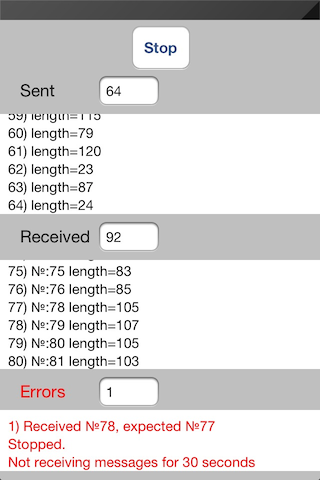 Stop
Sent 64
59) length=115
60) length=79
61) length=120
62) length=23
63) length=87
64) length=24
Received 92
75) №:75 length=83
76) №:76 length=85
77) №:78 length=105
78) №:79 length=107
79) №:80 length=105
80) №:81 length=103
Errors 1
1) Received №78, expected №77
Stopped.
Not receiving messages for 30 seconds